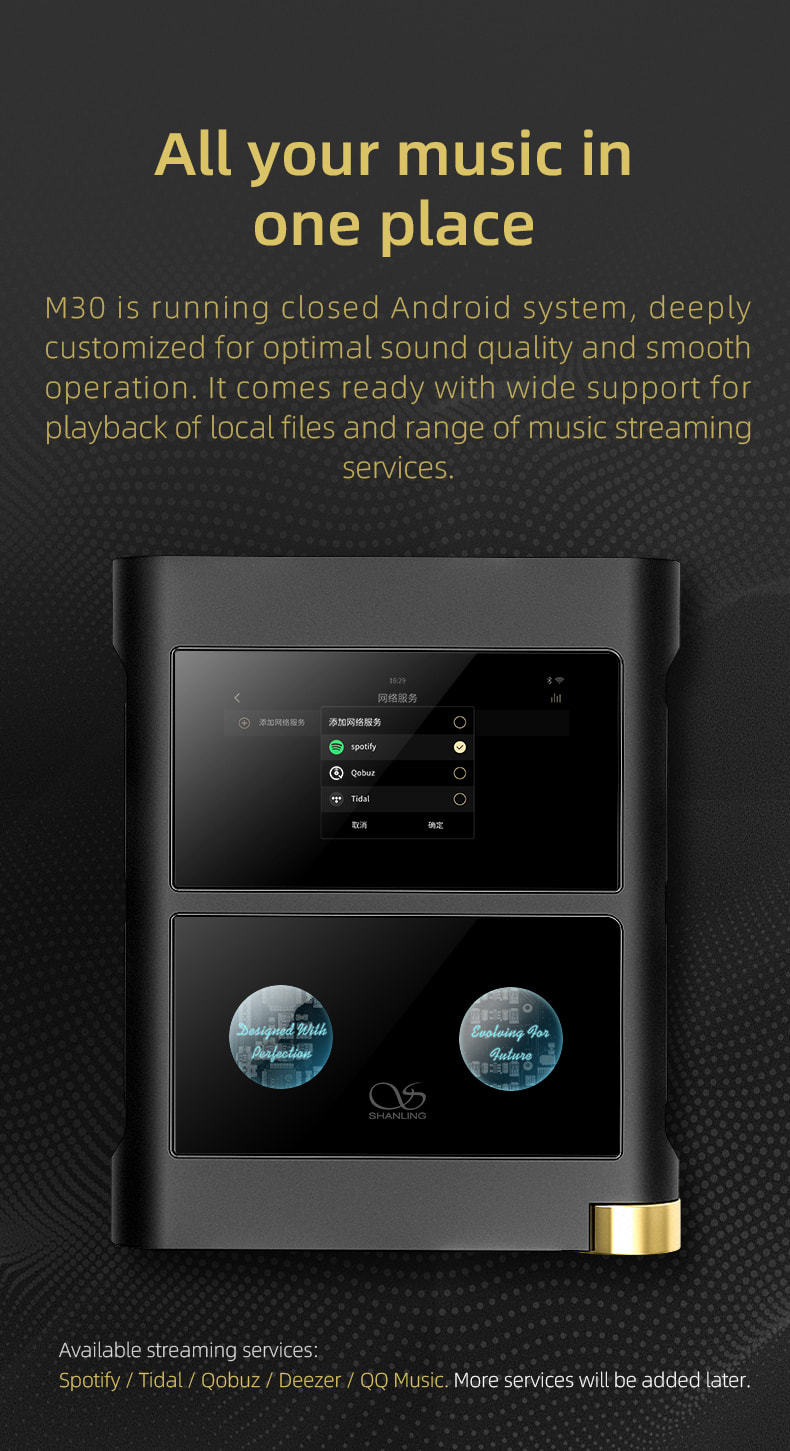 All your music in
one place
M30 is running closed Android system, deeply
customized for optimal sound quality and smooth
operation. It comes ready with wide support for
playback of local files and range of music streaming
services.
16:29
网络服务
添加网络服务
添加网络服务
spotify
Qobuz
Tidal
取消 确定
Designed With
Perfection
Evolving For
Future
SHANLING
Available streaming services:
Spotify / Tidal / Qobuz / Deezer / QQ Music. More services will be added later.